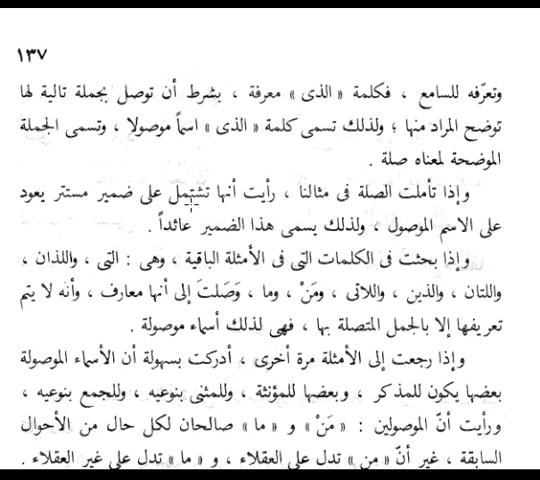 ١٣٧
وتعرّفه للسامع ، فكلمة « الذى » معرفة ، بشرط أن توصل بجملة تالية لها
توضح المراد منها ؛ ولذلك تسمى كلمة « الذى » اسماً موصولا ، وتسمى الجملة
الموضحة لمعناه صلة .
وإذا تأملت الصلة فى مثالنا ، رأيت أنها تشتمل على ضمير مستتر يعود
على الاسم الموصول ، ولذلك يسمى هذا الضمير عائداً .
وإذا بحثت فى الكلمات التى فى الأمثلة الباقية ، وهى : التى ، واللذان ،
واللتان ، والذين ، واللاتى ، ومَنْ ، وما ، وَصَلتَ إلى أنها معارف ، وأنه لا يتم
تعريفها إلا بالجمل المتصلة بها ، فهى لذلك أسماء موصولة .
وإذا رجعت إلى الأمثلة مرة أخرى ، أدركت بسهولة أن الأسماء الموصولة
بعضها يكون للمذكر ، وبعضها للمؤنثة ، وللمثنى بنوعيه ، وللجمع بنوعيه ،
ورأيت أنّ الموصولين : « مَنْ » و « ما » صالحان لكل حال من الأحوال
السابقة ، غير أنّ « من » تدل على العقلاء ، و « ما » تدل على غير العقلاء .